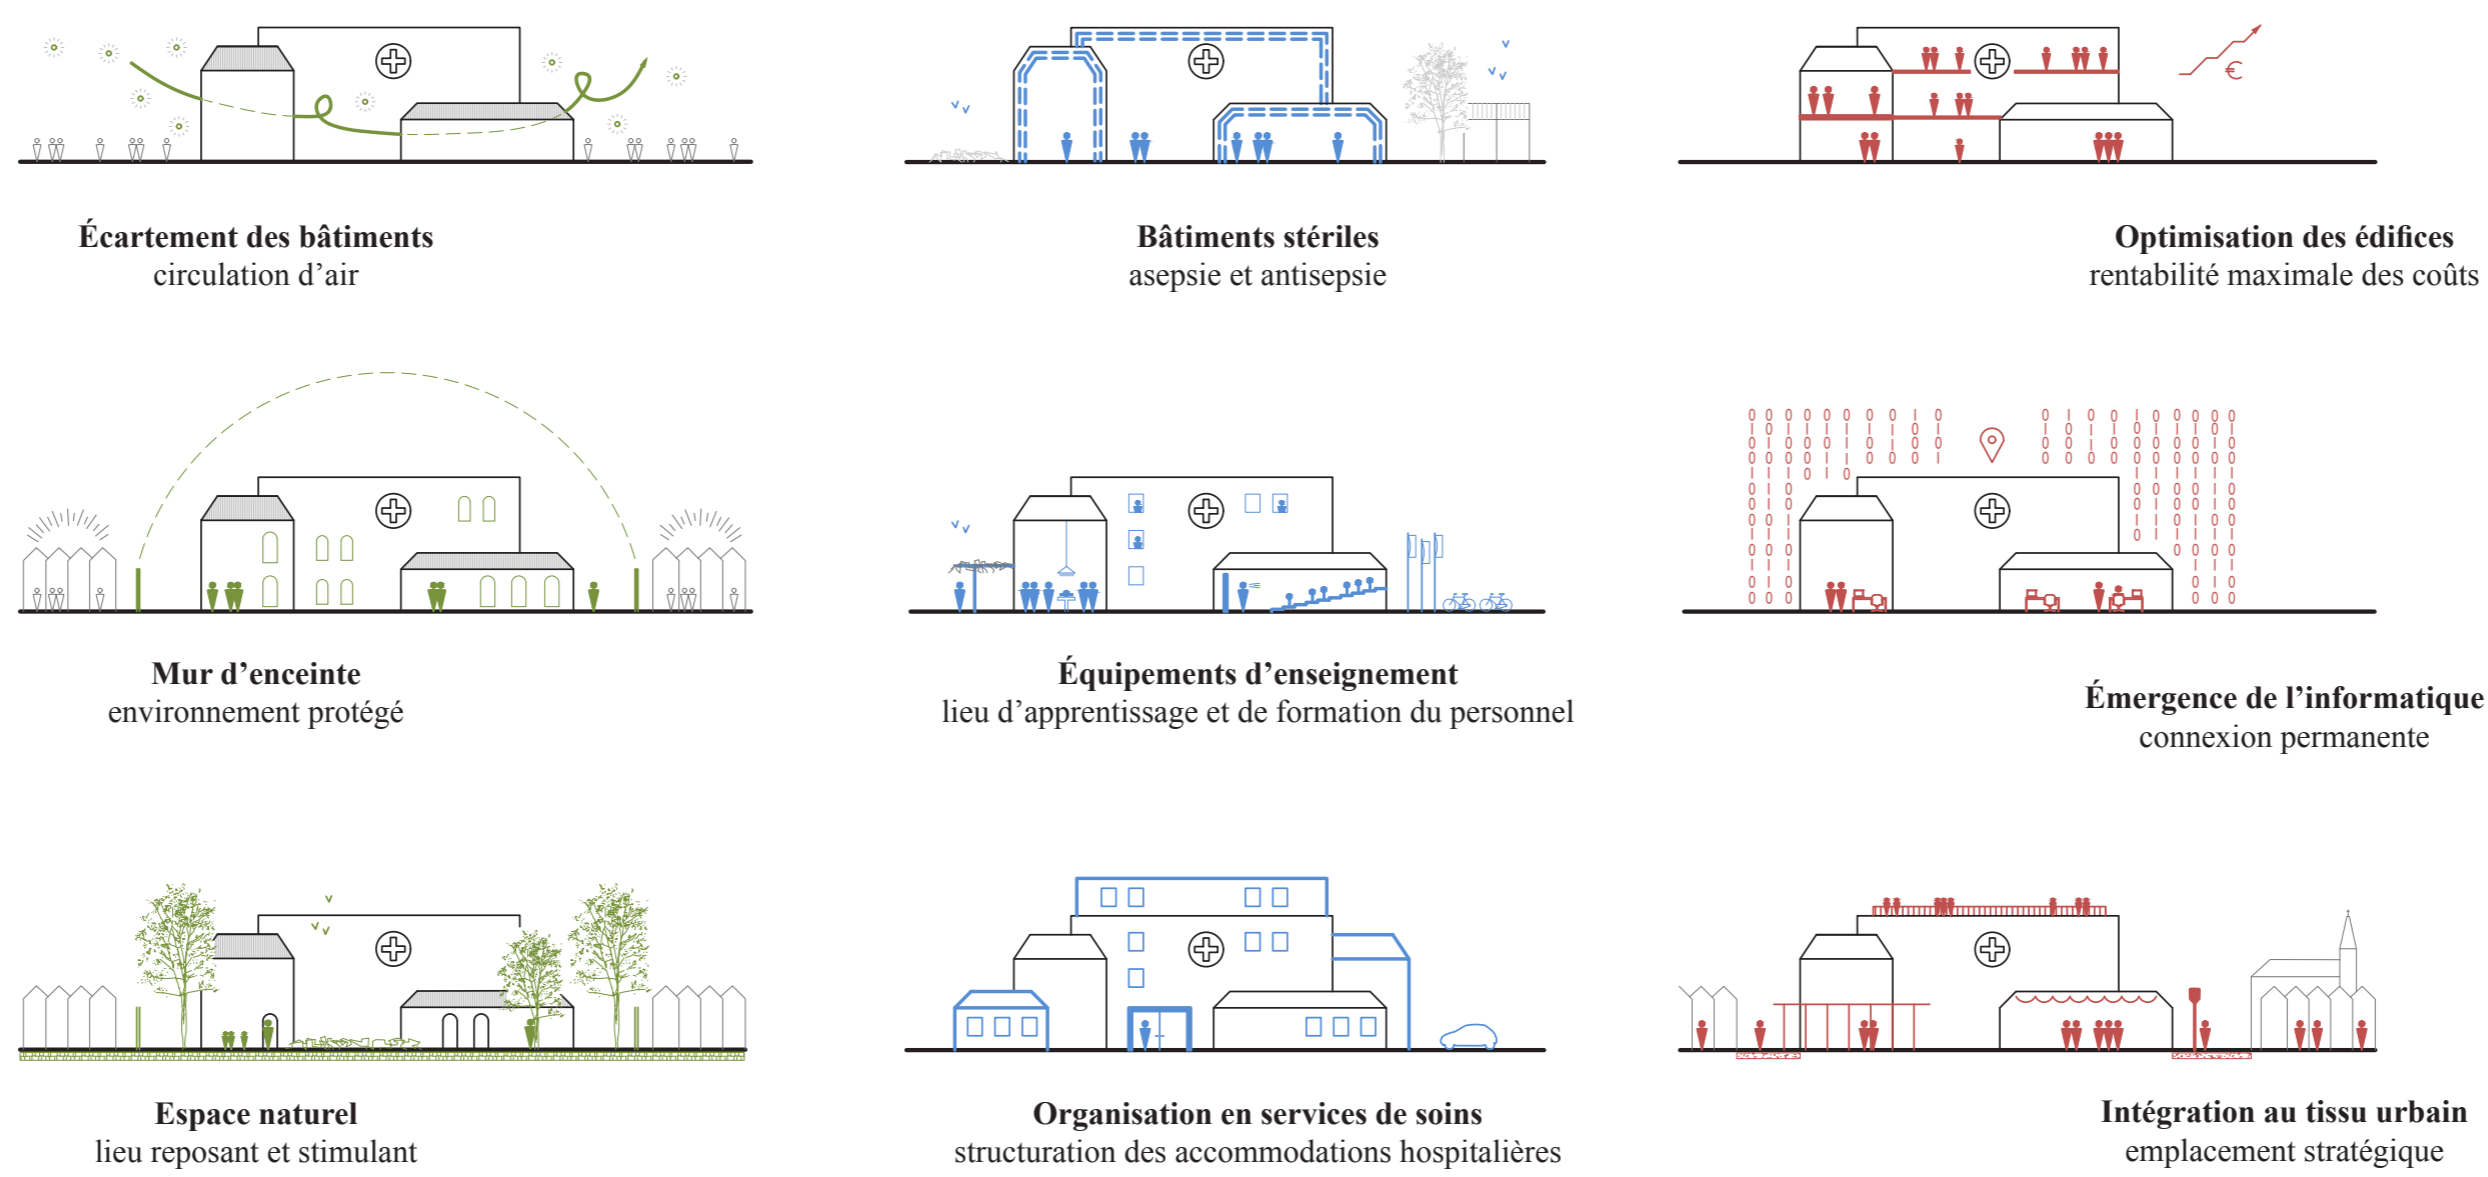 €
Écartement des bâtiments
circulation d’air
Bâtiments stériles
asepsie et antisepsie
Optimisation des édifices
rentabilité maximale des coûts
Mur d’enceinte
environnement protégé
Équipements d’enseignement
lieu d’apprentissage et de formation du personnel
Émergence de l’informatique
connexion permanente
Espace naturel
lieu reposant et stimulant
Organisation en services de soins
structuration des accommodations hospitalières
Intégration au tissu urbain
emplacement stratégique